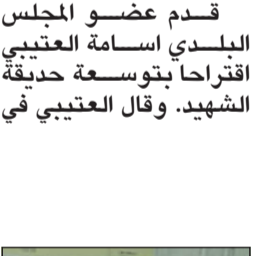 قدم عضو المجلس
البلدي اسامة العتيبي
اقتراحا بتوسعة حديقة
الشهيد. وقال العتيبي في